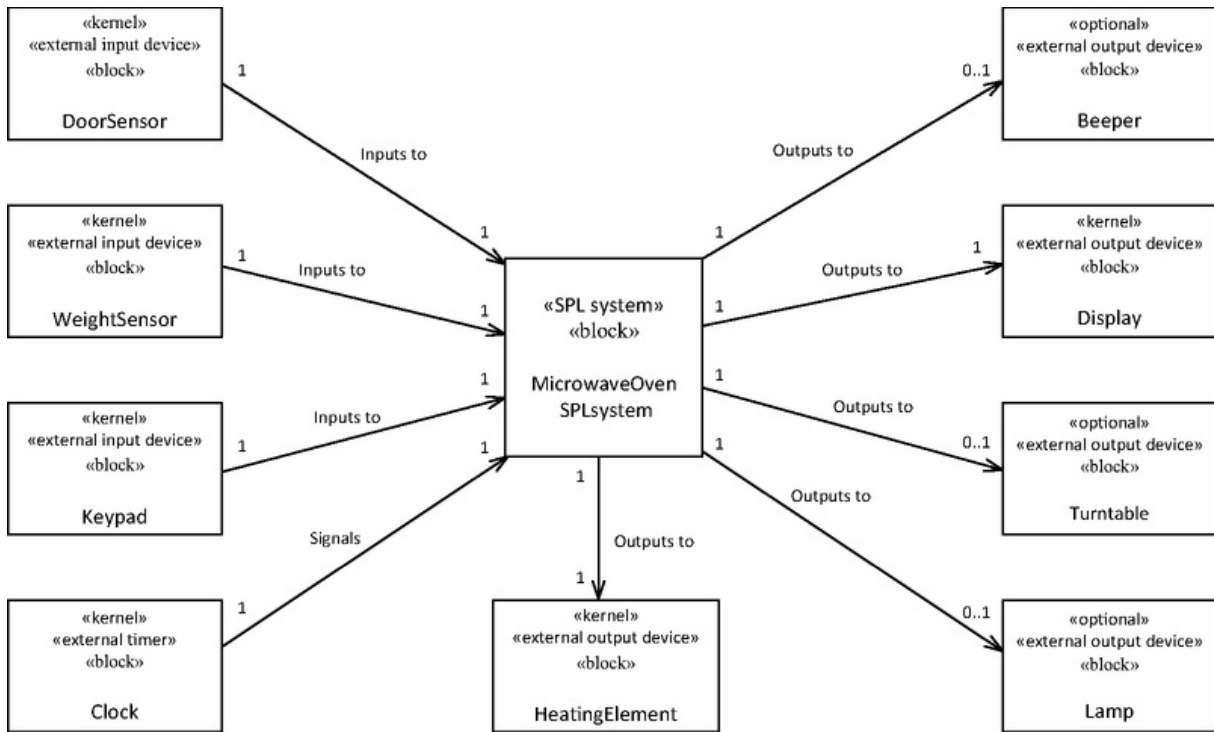 «kernel»
«external input device»
«block»
DoorSensor
1
Inputs to
1
«kernel»
«external input device»
«block»
WeightSensor
1
Inputs to
1
«kernel»
«external input device»
«block»
Keypad
1
Inputs to
1
«kernel»
«external timer»
«block»
Clock
1
Signals
1
«SPL system»
«block»
MicrowaveOven
SPLsystem
1
Outputs to
1
«kernel»
«external output device»
«block»
HeatingElement
1
Outputs to
0..1
«optional»
«external output device»
«block»
Beeper
1
Outputs to
1
«kernel»
«external output device»
«block»
Display
1
Outputs to
0..1
«optional»
«external output device»
«block»
Turntable
1
Outputs to
0..1
«optional»
«external output device»
«block»
Lamp